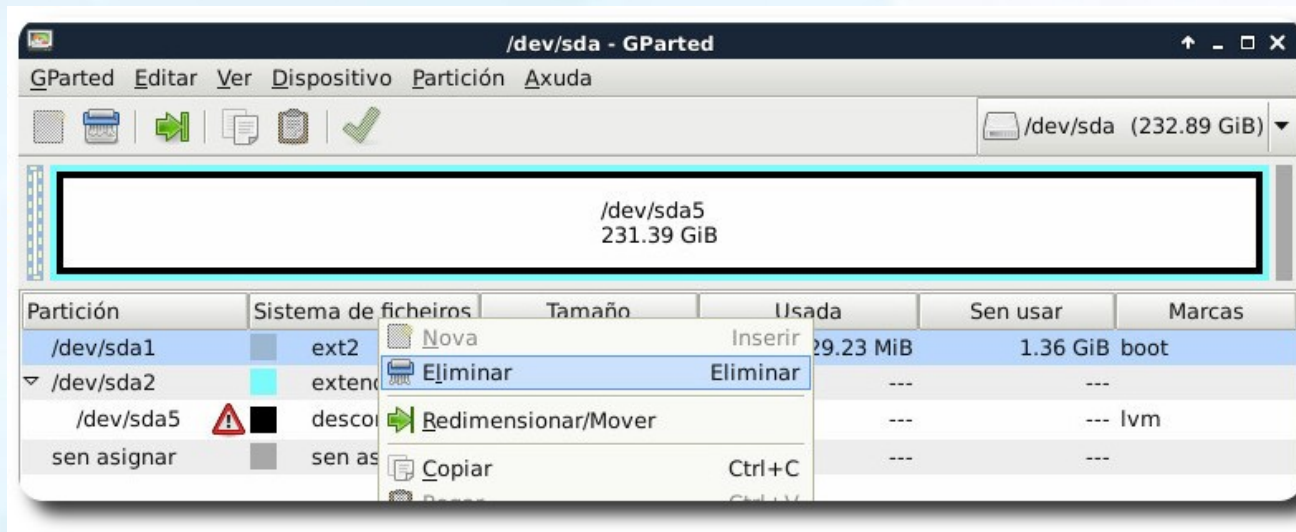 /dev/sda - GParted
GParted Editar Ver Dispositivo Partición Axuda
/dev/sda (232.89 GiB)
/dev/sda5
231.39 GiB
Partición Sistema de ficheiros Tamaño Usada Sen usar Marcas
/dev/sda1 ext2 29.23 MiB 1.36 GiB boot
/dev/sda2 exten --- ---
/dev/sda5 descon --- --- lvm
sen asignar sen as --- ---
Nova Inserir
Eliminar Eliminar
Redimensionar/Mover
Copiar Ctrl+C